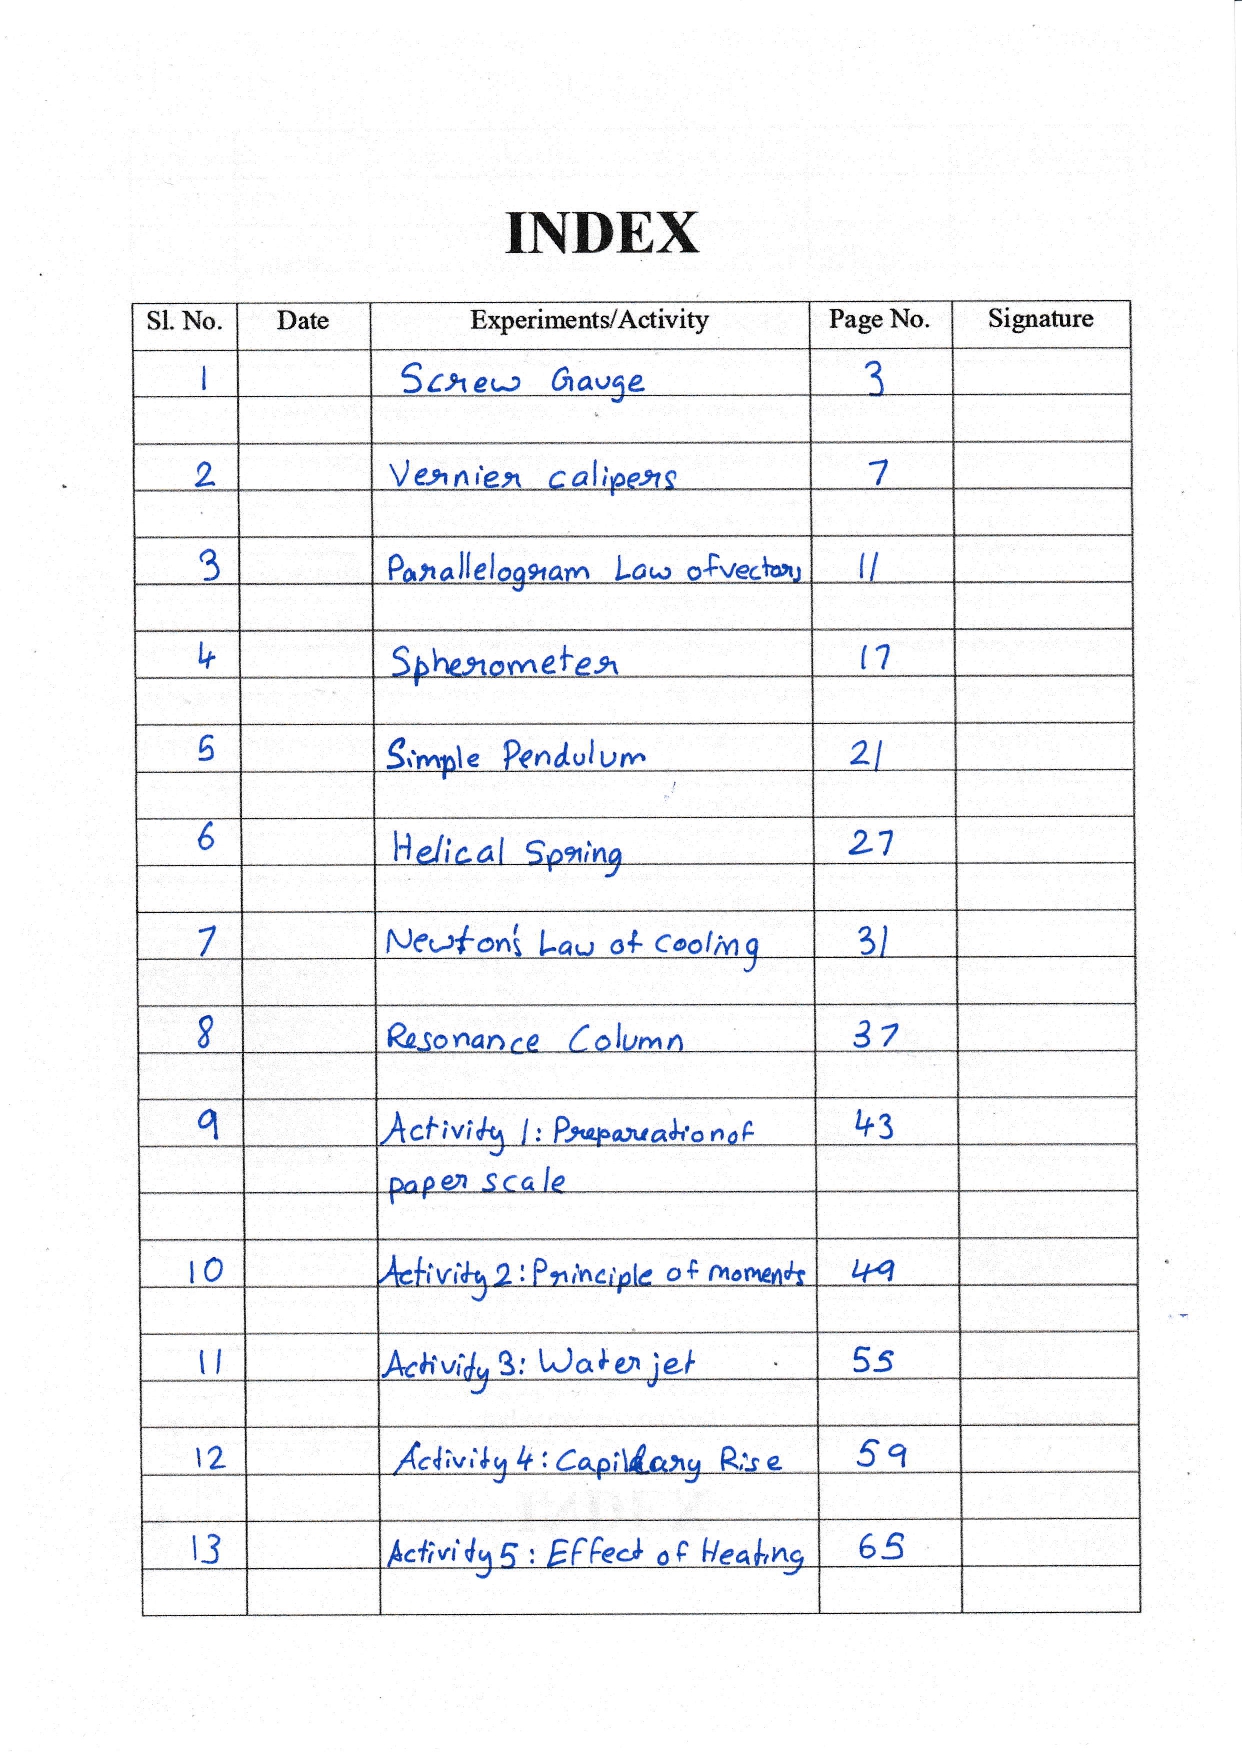 INDEX
Sl. No. Date Experiments/Activity Page No. Signature
1 Screw Gauge 3
2 Vernier calipers 7
3 Parallelogram Law of vectors 11
4 Spherometer 17
5 Simple Pendulum 21
6 Helical Spring 27
7 Newton's Law of cooling 31
8 Resonance Column 37
9 Activity 1: Prepareation of 43
paper scale
10 Activity 2: Principle of moments 49
11 Activity 3: Water jet 55
12 Activity 4: Capillary Rise 59
13 Activity 5: Effect of Heating 65